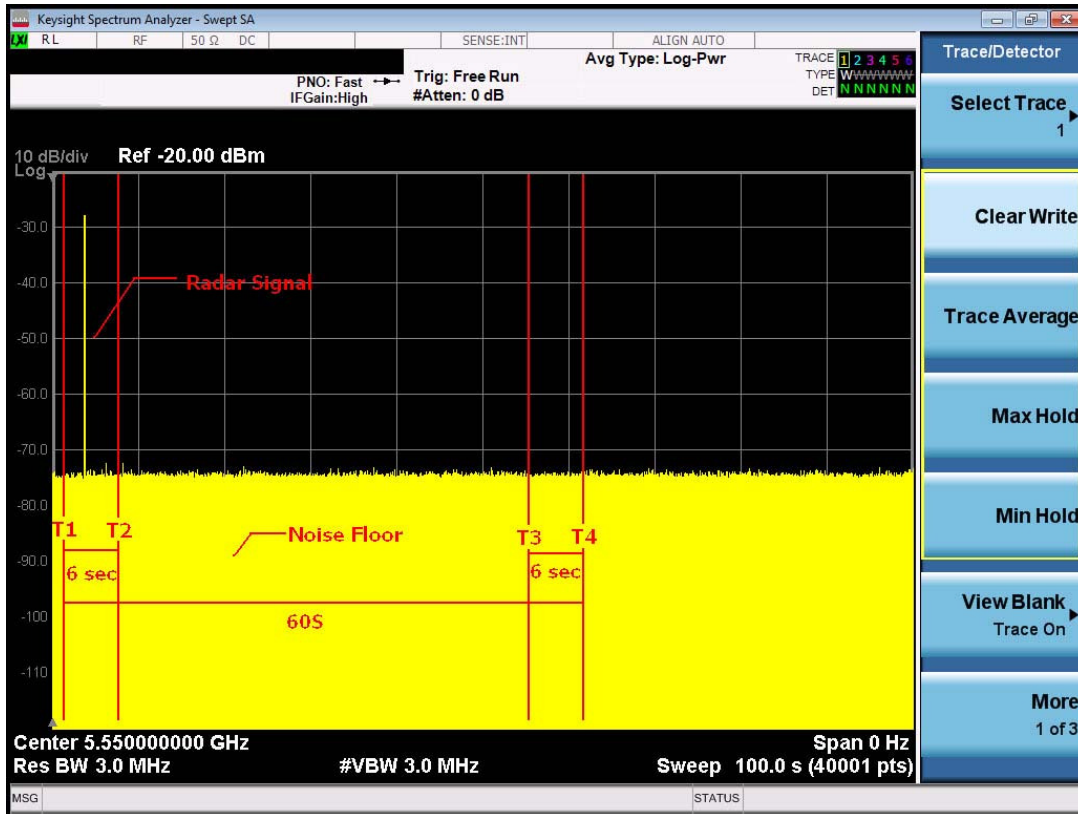 Keysight Spectrum Analyzer - Swept SA
LXI RL RF 50 Ω DC SENSE:INT ALIGN AUTO
PNO: Fast
IFGain:High
Trig: Free Run
#Atten: 0 dB
Avg Type: Log-Pwr
TRACE 1 2 3 4 5 6
TYPE WWWWWW
DET N N N N N N
10 dB/div Ref -20.00 dBm
Log
-30.0
-40.0
-50.0
-60.0
-70.0
-80.0
-90.0
-100
-110
Radar Signal
T1 T2 Noise Floor T3 T4
6 sec 6 sec
60S
Center 5.550000000 GHz Span 0 Hz
Res BW 3.0 MHz #VBW 3.0 MHz Sweep 100.0 s (40001 pts)
MSG STATUS
Trace/Detector
Select Trace
1
Clear Write
Trace Average
Max Hold
Min Hold
View Blank
Trace On
More
1 of 3